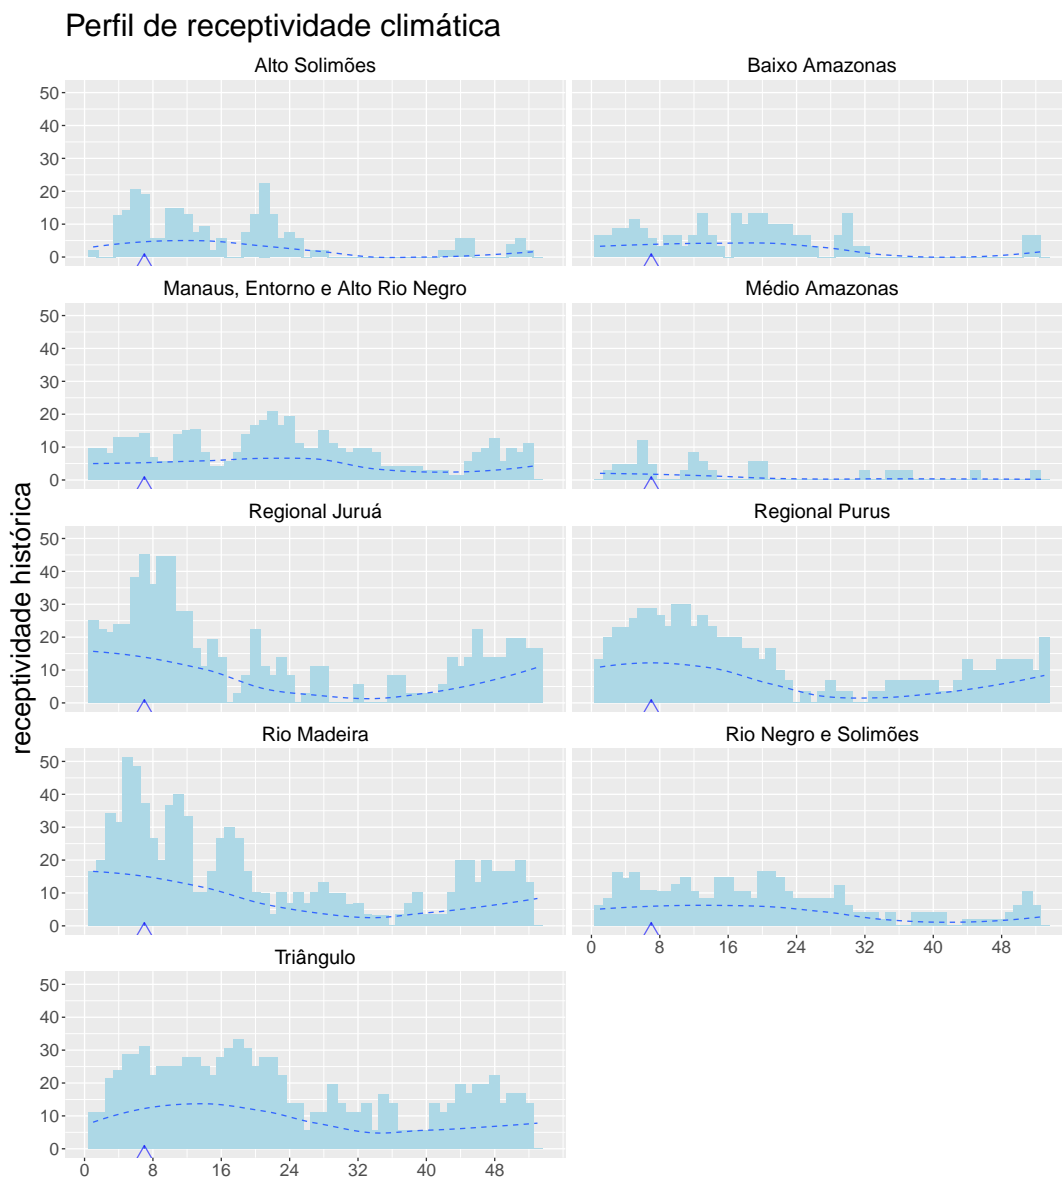 Perfil de receptividade climática
Alto Solimões
Baixo Amazonas
50
40
30
20
10
0
Manaus, Entorno e Alto Rio Negro
Médio Amazonas
50
40
30
20
10
0
Regional Juruá
Regional Purus
50
40
30
20
10
0
receptividade histórica
Rio Madeira
Rio Negro e Solimões
50
40
30
20
10
0
0 8 16 24 32 40 48
Triângulo
50
40
30
20
10
0
0 8 16 24 32 40 48